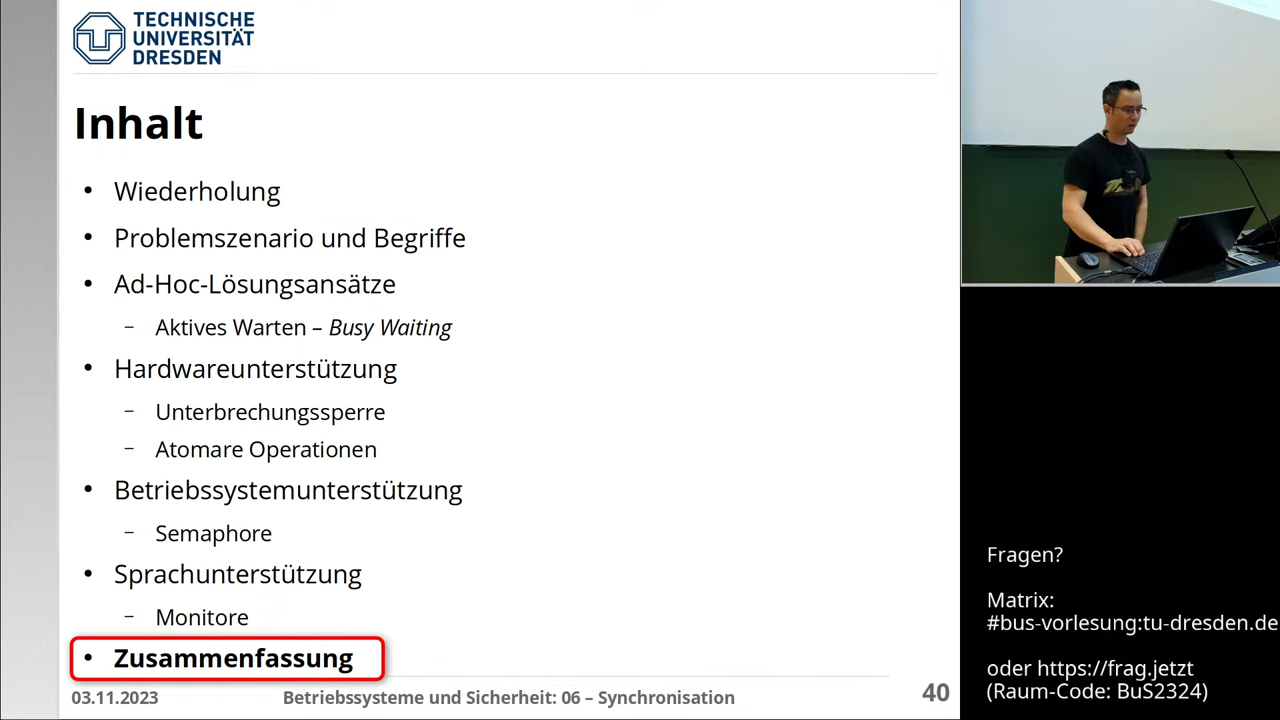 TECHNISCHE
UNIVERSITÄT
DRESDEN
Inhalt
• Wiederholung
• Problemszenario und Begriffe
• Ad-Hoc-Lösungsansätze
– Aktives Warten – Busy Waiting
• Hardwareunterstützung
– Unterbrechungssperre
– Atomare Operationen
• Betriebssystemunterstützung
– Semaphore
• Sprachunterstützung
– Monitore
• Zusammenfassung
03.11.2023
Betriebssysteme und Sicherheit: 06 – Synchronisation
40
Fragen?
Matrix:
#bus-vorlesung:tu-dresden.de
oder https://frag.jetzt
(Raum-Code: BuS2324)